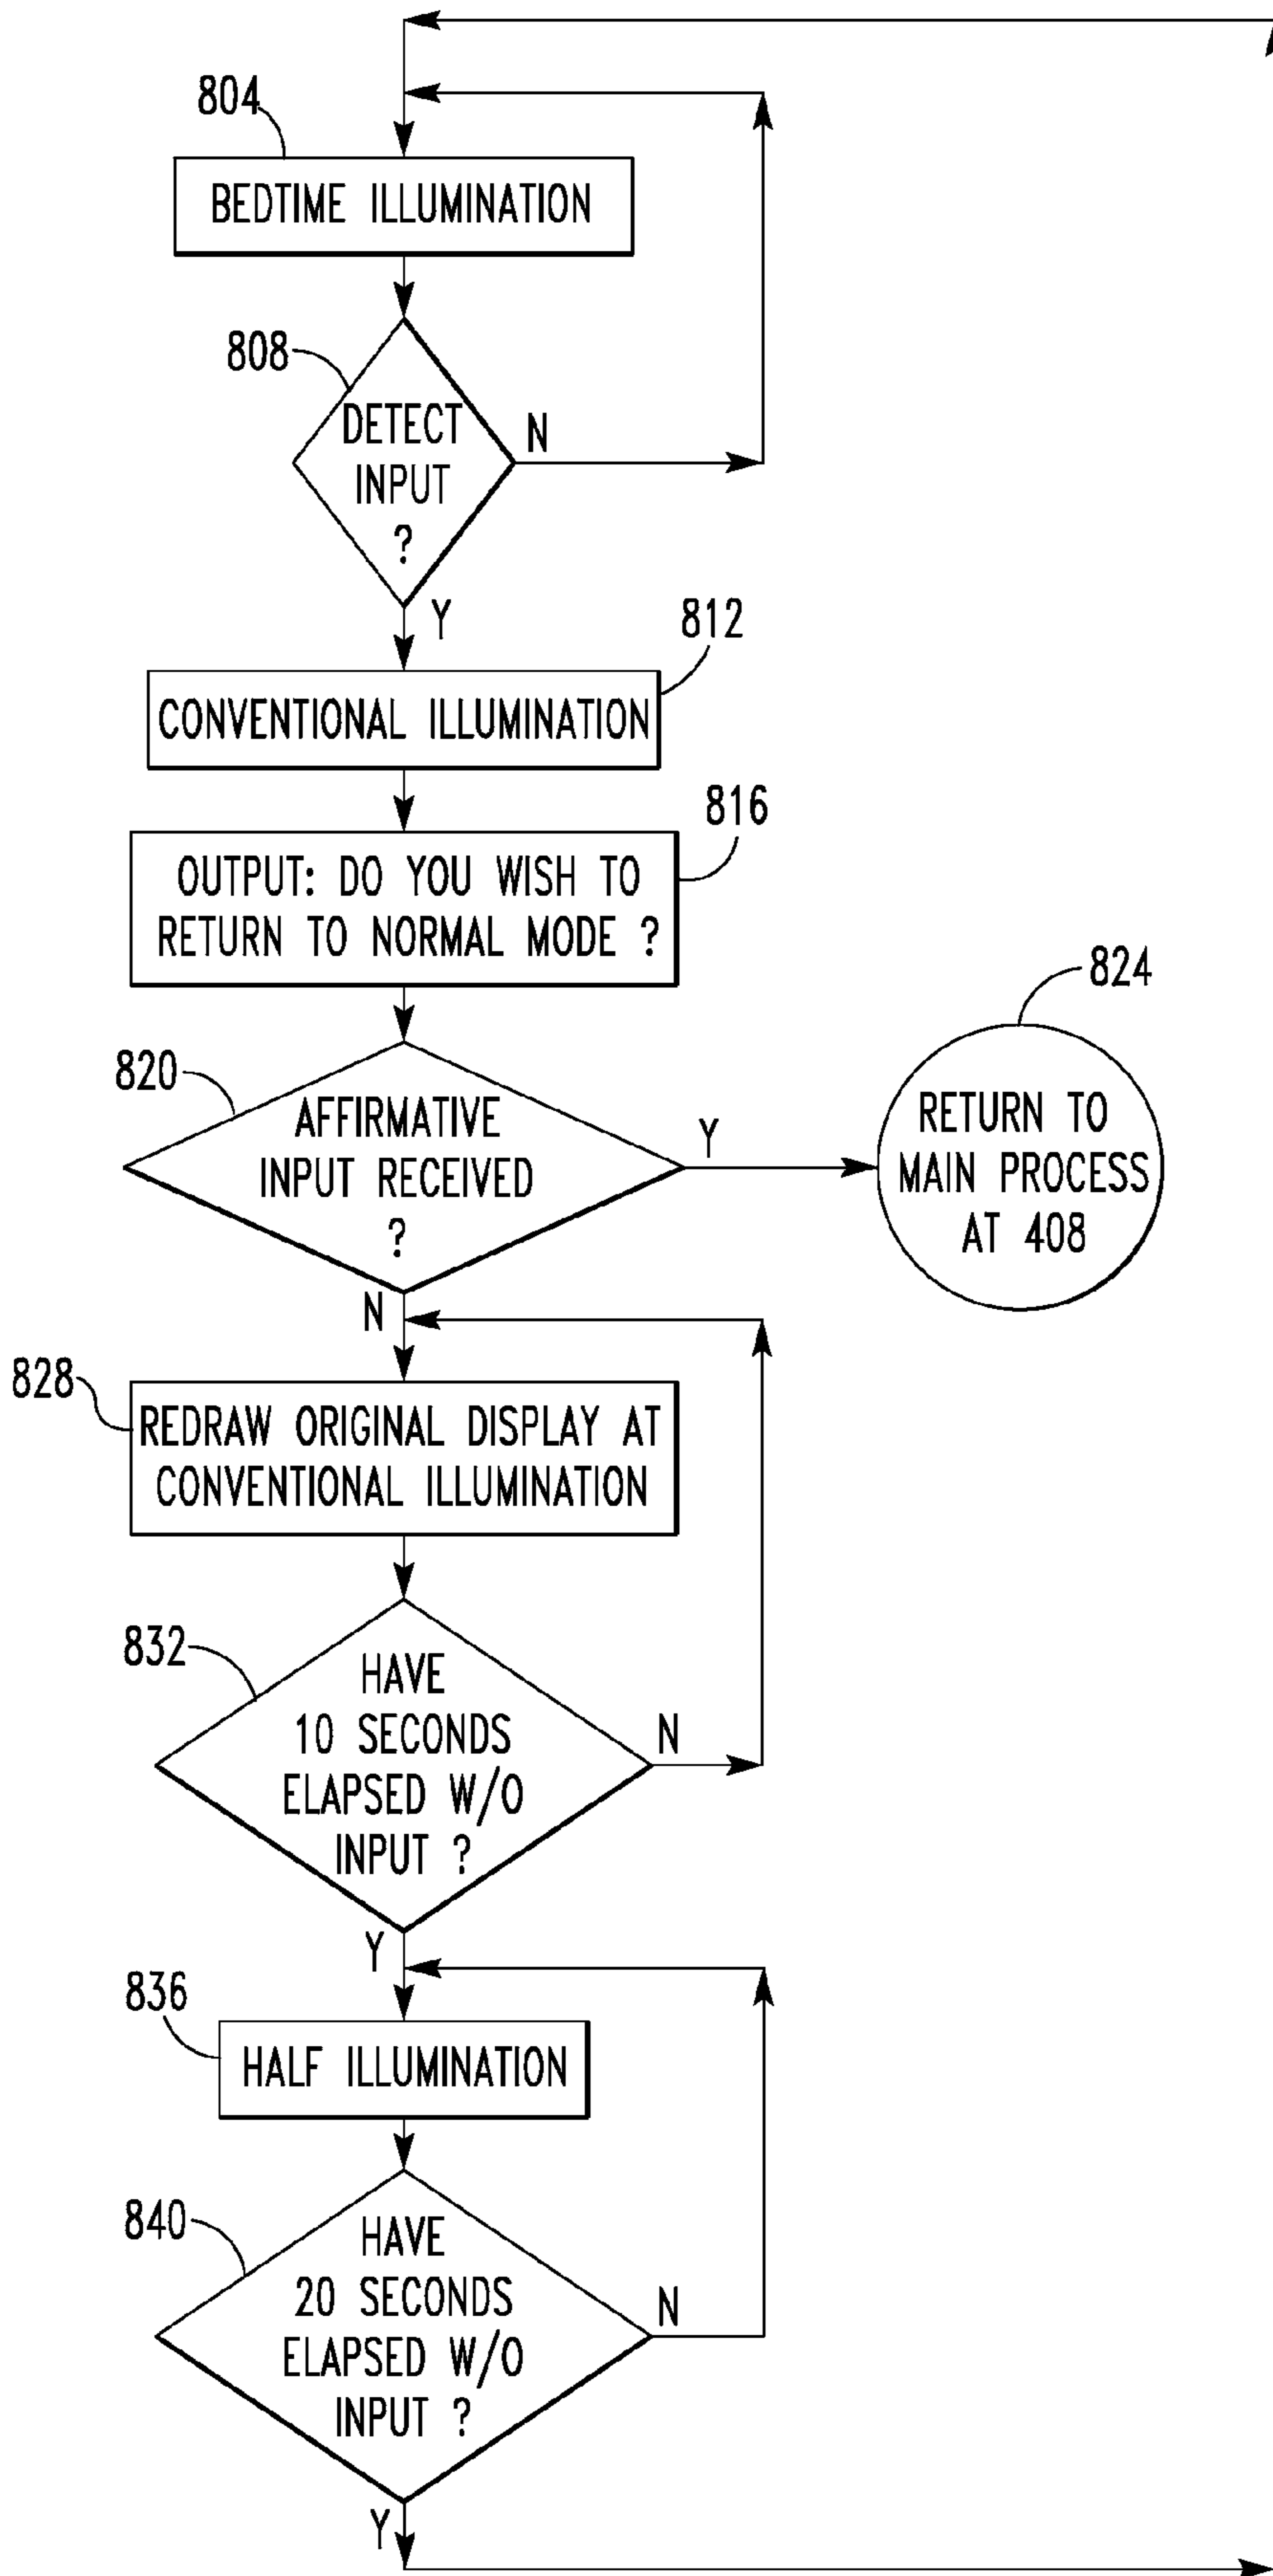 804
BEDTIME ILLUMINATION
808
DETECT
INPUT
?
N
Y
812
CONVENTIONAL ILLUMINATION
816
OUTPUT: DO YOU WISH TO
RETURN TO NORMAL MODE ?
820
AFFIRMATIVE
INPUT RECEIVED
?
Y
824
RETURN TO
MAIN PROCESS
AT 408
N
828
REDRAW ORIGINAL DISPLAY AT
CONVENTIONAL ILLUMINATION
832
HAVE
10 SECONDS
ELAPSED W/O
INPUT ?
N
Y
836
HALF ILLUMINATION
840
HAVE
20 SECONDS
ELAPSED W/O
INPUT ?
N
Y